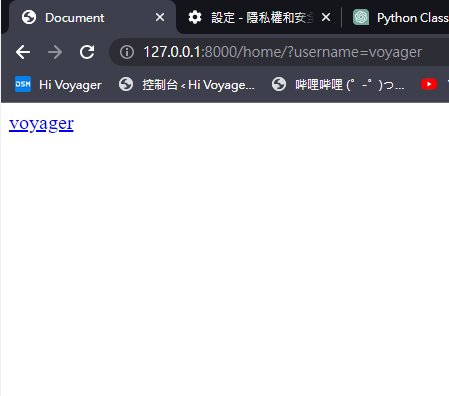 Document 設定 - 隱私權和安全 Python Class
127.0.0.1:8000/home/?username=voyager
DSM Hi Voyager 控制台 ‹ Hi Voyage... 哔哩哔哩 (゜-゜)つ...
voyager